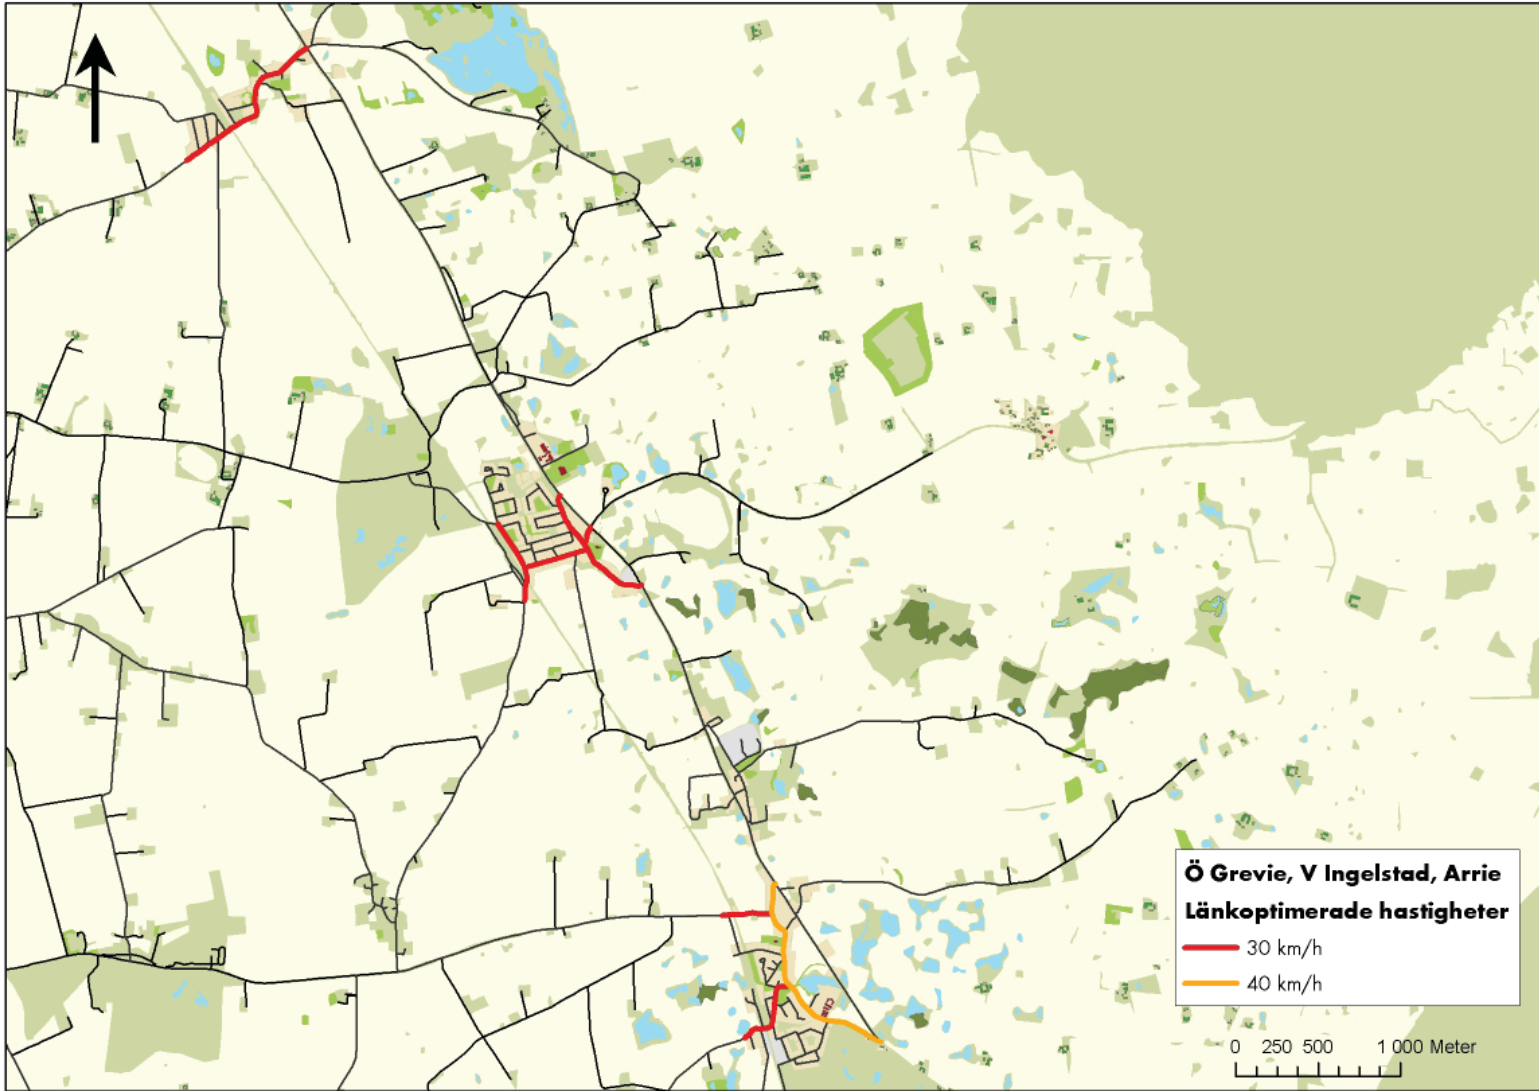 Ö Grevie, V Ingelstad, Arrie
Länkoptimerade hastigheter
30 km/h
40 km/h
0 250 500 1 000 Meter